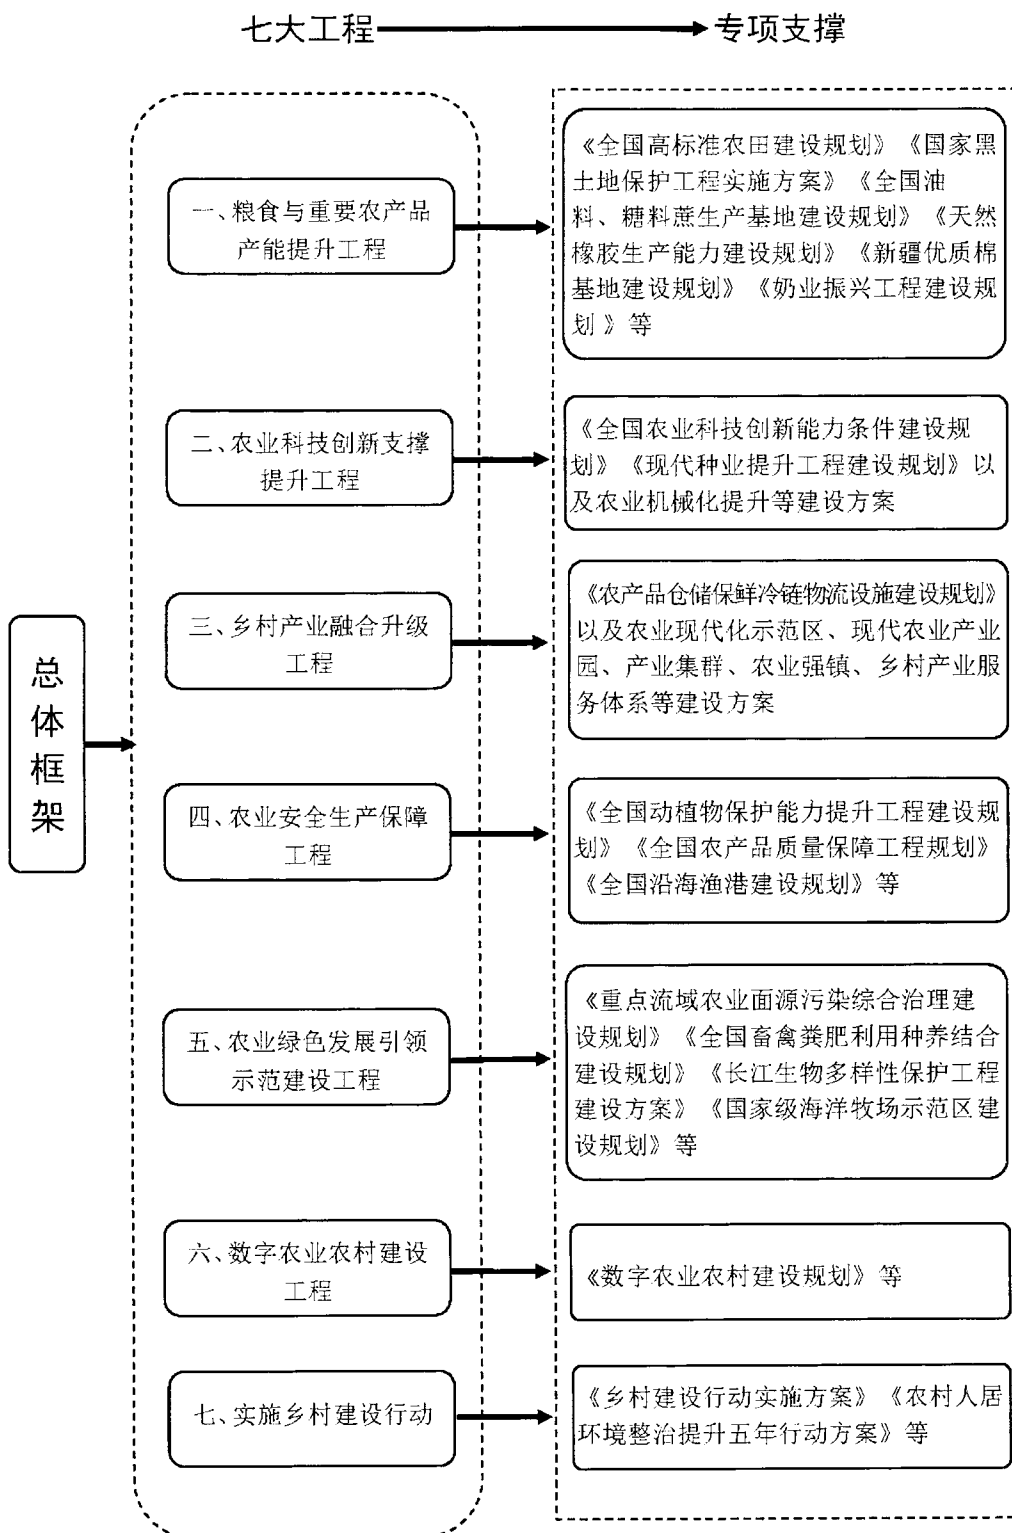 七大工程
专项支撑
总体框架
一、粮食与重要农产品
产能提升工程
《全国高标准农田建设规划》《国家黑
土地保护工程实施方案》《全国油
料、糖料蔗生产基地建设规划》《天然
橡胶生产能力建设规划》《新疆优质棉
基地建设规划》《奶业振兴工程建设规
划》等
二、农业科技创新支撑
提升工程
《全国农业科技创新能力条件建设规
划》《现代种业提升工程建设规划》以
及农业机械化提升等建设方案
三、乡村产业融合升级
工程
《农产品仓储保鲜冷链物流设施建设规划》
以及农业现代化示范区、现代农业产业
园、产业集群、农业强镇、乡村产业服
务体系等建设方案
四、农业安全生产保障
工程
《全国动植物保护能力提升工程建设规
划》《全国农产品质量保障工程规划》
《全国沿海渔港建设规划》等
五、农业绿色发展引领
示范建设工程
《重点流域农业面源污染综合治理建
设规划》《全国畜禽粪肥利用种养结合
建设规划》《长江生物多样性保护工程
建设方案》《国家级海洋牧场示范区建
设规划》等
六、数字农业农村建设
工程
《数字农业农村建设规划》等
七、实施乡村建设行动
《乡村建设行动实施方案》《农村人居
环境整治提升五年行动方案》等